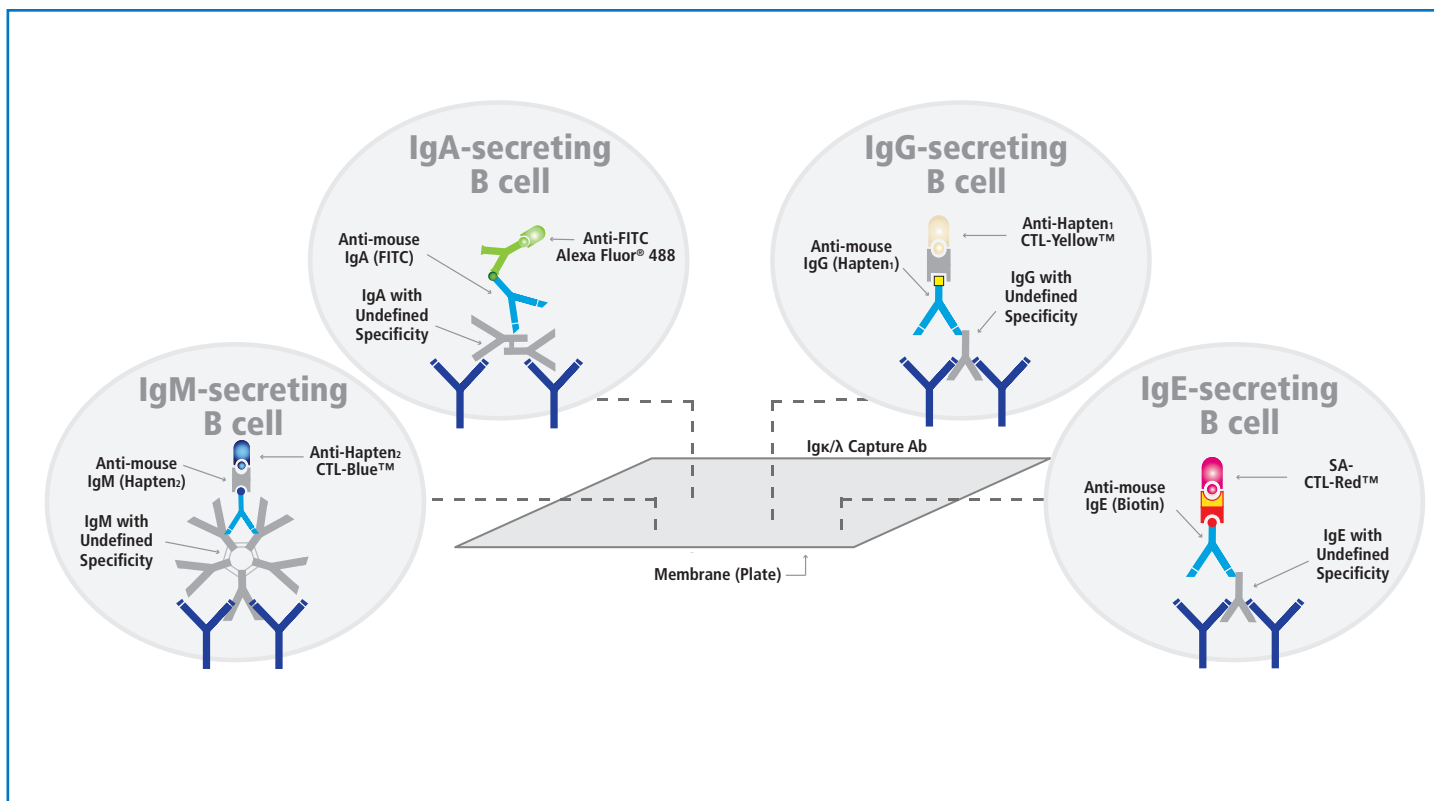 IgA-secreting
B cell
Anti-mouse
IgA (FITC)
Anti-FITC
Alexa Fluor® 488
IgA with
Undefined
Specificity
IgG-secreting
B cell
Anti-mouse
IgG (Hapten₁)
Anti-Hapten₁
CTL-Yellow™
IgG with
Undefined
Specificity
IgM-secreting
B cell
Anti-mouse
IgM (Hapten₂)
Anti-Hapten₂
CTL-Blue™
IgM with
Undefined
Specificity
Igκ/λ Capture Ab
Membrane (Plate)
IgE-secreting
B cell
Anti-mouse
IgE (Biotin)
SA-
CTL-Red™
IgE with
Undefined
Specificity